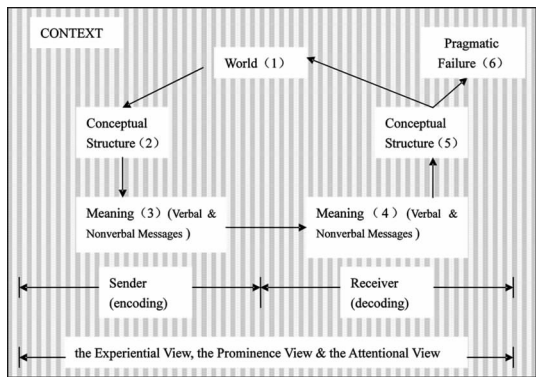 CONTEXT
Pragmatic
Failure（6）
World（1）
Conceptual
Structure（2）
Conceptual
Structure（5）
Meaning（3）(Verbal &
Nonverbal Messages )
Meaning （4）(Verbal &
Nonverbal Messages )
Sender
(encoding)
Receiver
(decoding)
the Experiential View, the Prominence View & the Attentional View